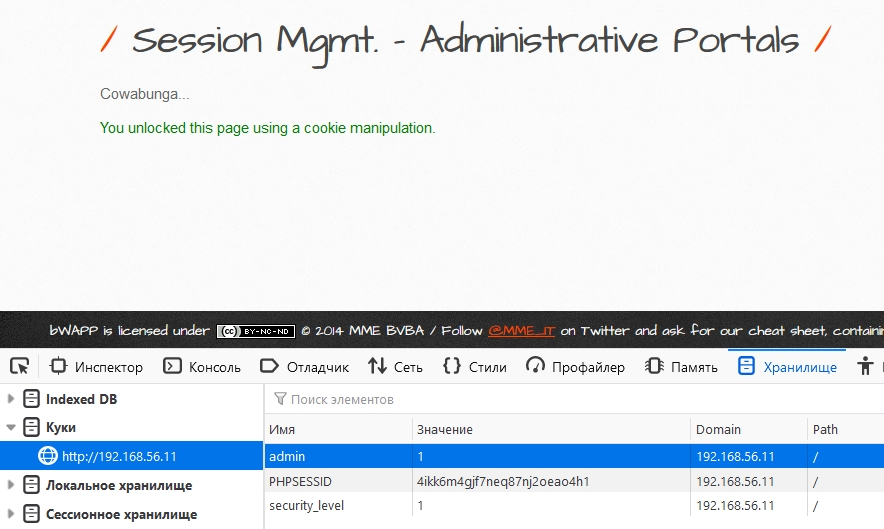 / Session Mgmt. - Administrative Portals /
Cowabunga...
You unlocked this page using a cookie manipulation.
bWAPP is licensed under (cc) BY-NC-ND © 2014 MME BVBA / Follow @MME_IT on Twitter and ask for our cheat sheet, containin
Инспектор Консоль Отладчик Сеть Стили Профайлер Память Хранилище
Indexed DB
Поиск элементов
Куки
Имя Значение Domain Path
http://192.168.56.11
admin 1 192.168.56.11 /
Локальное хранилище
PHPSESSID 4ikk6m4gjf7neq87nj2oeao4h1 192.168.56.11 /
Сессионное хранилище
security_level 1 192.168.56.11 /